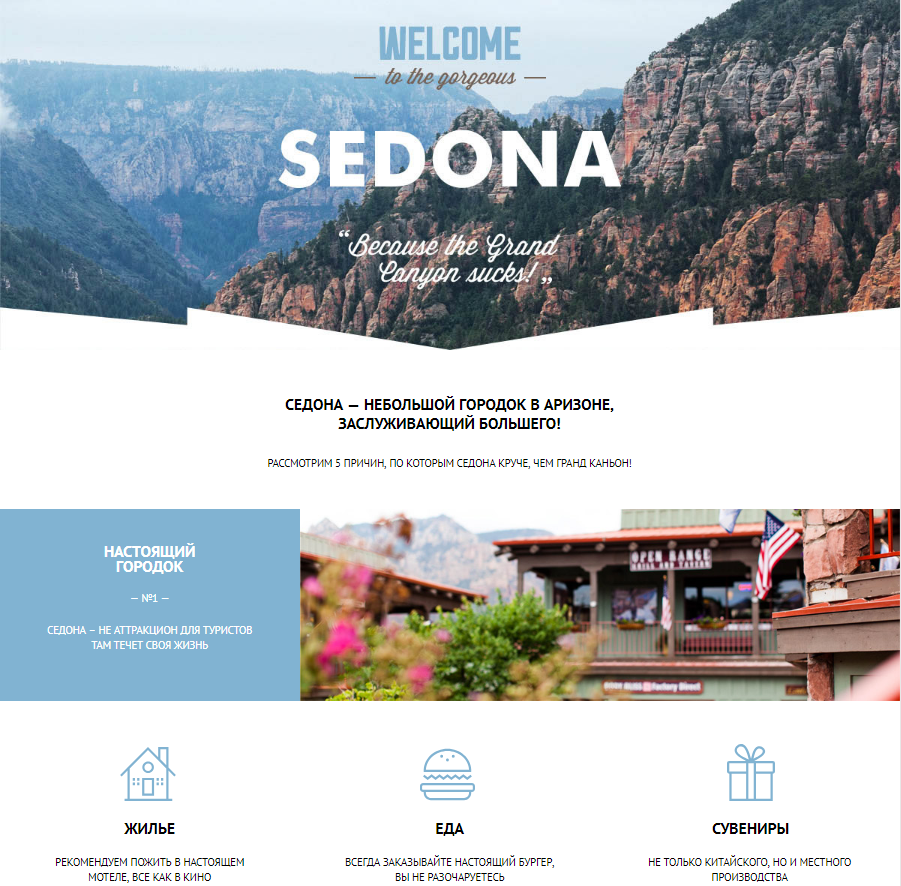 WELCOME
to the gorgeous
SEDONA
“Because the Grand
Canyon sucks!„
СЕДОНА — НЕБОЛЬШОЙ ГОРОДОК В АРИЗОНЕ,
ЗАСЛУЖИВАЮЩИЙ БОЛЬШЕГО!
РАССМОТРИМ 5 ПРИЧИН, ПО КОТОРЫМ СЕДОНА КРУЧЕ, ЧЕМ ГРАНД КАНЬОН!
НАСТОЯЩИЙ
ГОРОДОК
— №1 —
СЕДОНА – НЕ АТТРАКЦИОН ДЛЯ ТУРИСТОВ
ТАМ ТЕЧЕТ СВОЯ ЖИЗНЬ
OPEN RANGE
GRILL AND TAVERN
Factory Direct
ЖИЛЬЕ
РЕКОМЕНДУЕМ ПОЖИТЬ В НАСТОЯЩЕМ
МОТЕЛЕ, ВСЕ КАК В КИНО
ЕДА
ВСЕГДА ЗАКАЗЫВАЙТЕ НАСТОЯЩИЙ БУРГЕР,
ВЫ НЕ РАЗОЧАРУЕТЕСЬ
СУВЕНИРЫ
НЕ ТОЛЬКО КИТАЙСКОГО, НО И МЕСТНОГО
ПРОИЗВОДСТВА